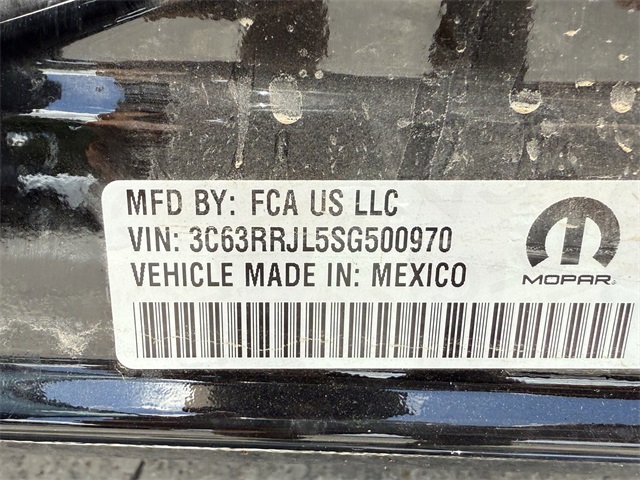 MFD BY: FCA US LLC
VIN: 3C63RRJL5SG500970
VEHICLE MADE IN: MEXICO
MOPAR